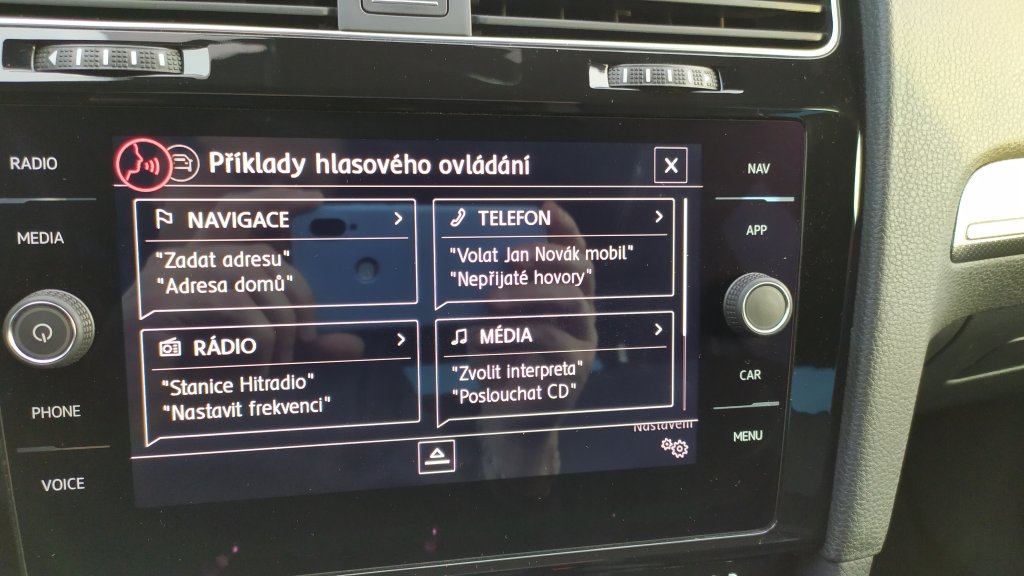 RADIO
MEDIA
PHONE
VOICE
Příklady hlasového ovládání
X
NAVIGACE
"Zadat adresu"
"Adresa domů"
TELEFON
"Volat Jan Novák mobil"
"Nepřijaté hovory"
RÁDIO
"Stanice Hitradio"
"Nastavit frekvenci"
MÉDIA
"Zvolit interpreta"
"Poslouchat CD"
Nastavení
NAV
APP
CAR
MENU